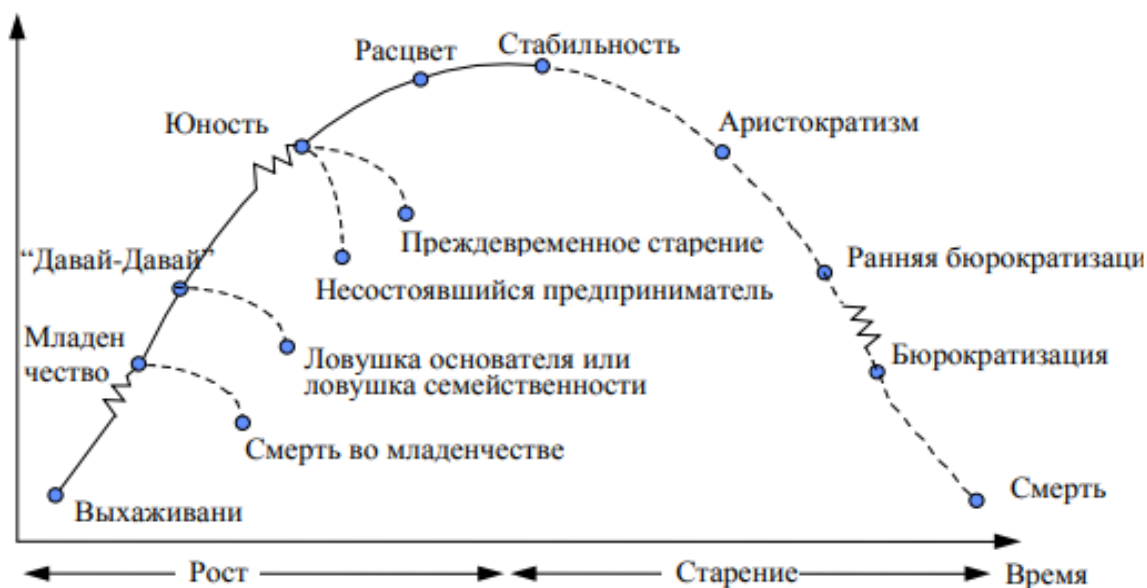 Стабильность
Расцвет
Юность
Аристократизм
Преждевременное старение
“Давай-Давай”
Ранняя бюрократизаци
Несостоявшийся предприниматель
Младен
чество
Ловушка основателя или
ловушка семейственности
Бюрократизация
Смерть во младенчестве
Выхаживани
Смерть
Рост
Старение
Время